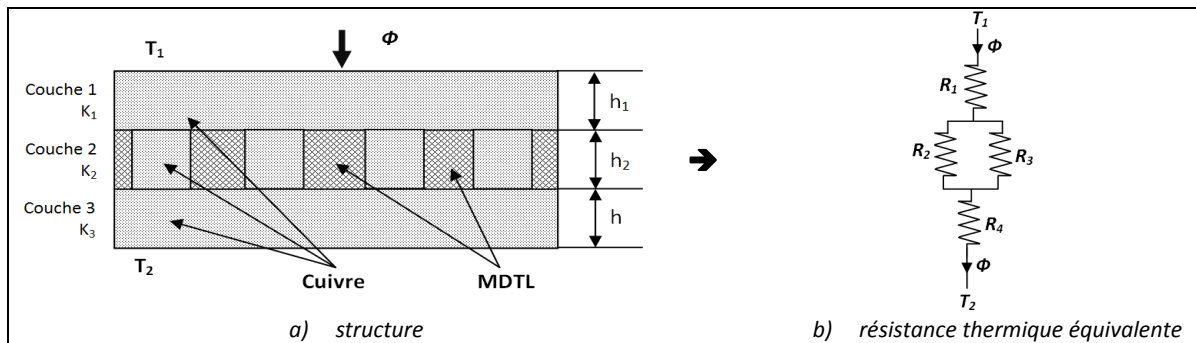 T1
Φ
Couche 1
K1
h1
Couche 2
K2
h2
Couche 3
K3
h
T2
Cuivre
MDTL
a) structure
T1
Φ
R1
R2
R3
R4
Φ
T2
b) résistance thermique équivalente